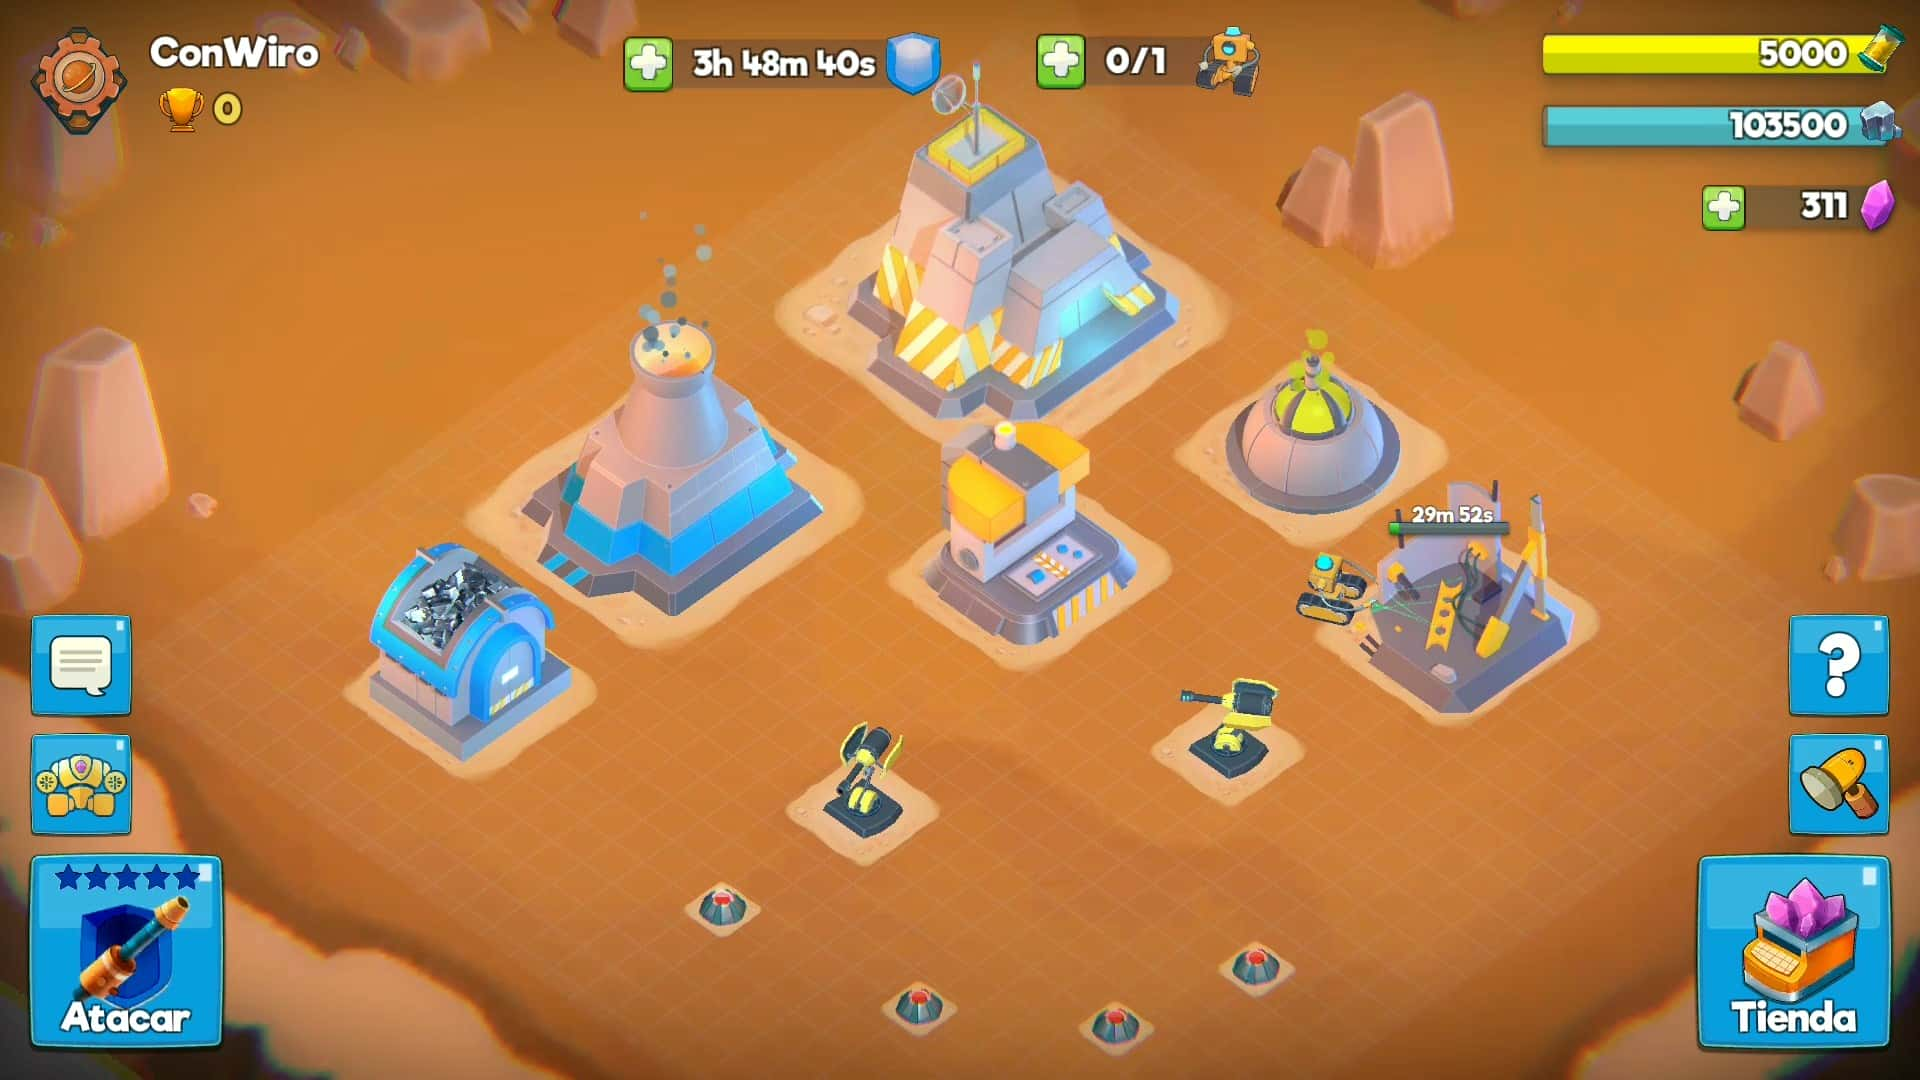 ConWiro
0
3h 48m 40s
0/1
5000
103500
311
29m 52s
?
Atacar
Tienda